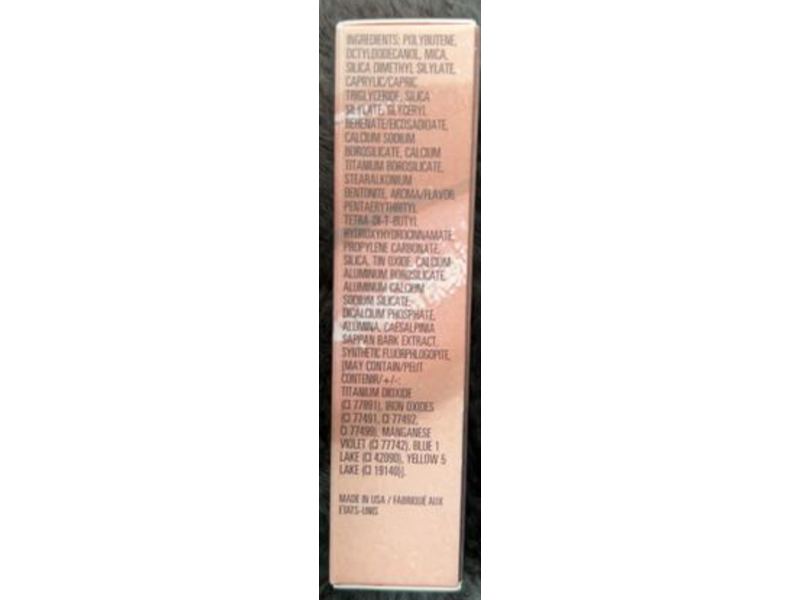 INGREDIENTS: POLYBUTENE,
OCTYLDODECANOL, MICA,
SILICA DIMETHYL SILYLATE,
CAPRYLIC/CAPRIC
TRIGLYCERIDE, SILICA
SILYLATE, GLYCERYL
BEHENATE/EICOSADIOATE,
CALCIUM SODIUM
BOROSILICATE, CALCIUM
TITANIUM BOROSILICATE,
STEARALKONIUM
BENTONITE, AROMA/FLAVOR,
PENTAERYTHRITYL
TETRA-DI-T-BUTYL
HYDROXYHYDROCINNAMATE,
PROPYLENE CARBONATE,
SILICA, TIN OXIDE, CALCIUM
ALUMINUM BOROSILICATE,
ALUMINUM CALCIUM
SODIUM SILICATE,
DICALCIUM PHOSPHATE,
ALUMINA, CAESALPINIA
SAPPAN BARK EXTRACT,
SYNTHETIC FLUORPHLOGOPITE,
[MAY CONTAIN/PEUT
CONTENIR/+/-:
TITANIUM DIOXIDE
(CI 77891), IRON OXIDES
(CI 77491, CI 77492,
CI 77499), MANGANESE
VIOLET (CI 77742), BLUE 1
LAKE (CI 42090), YELLOW 5
LAKE (CI 19140)].
MADE IN USA / FABRIQUÉ AUX
ÉTATS-UNIS